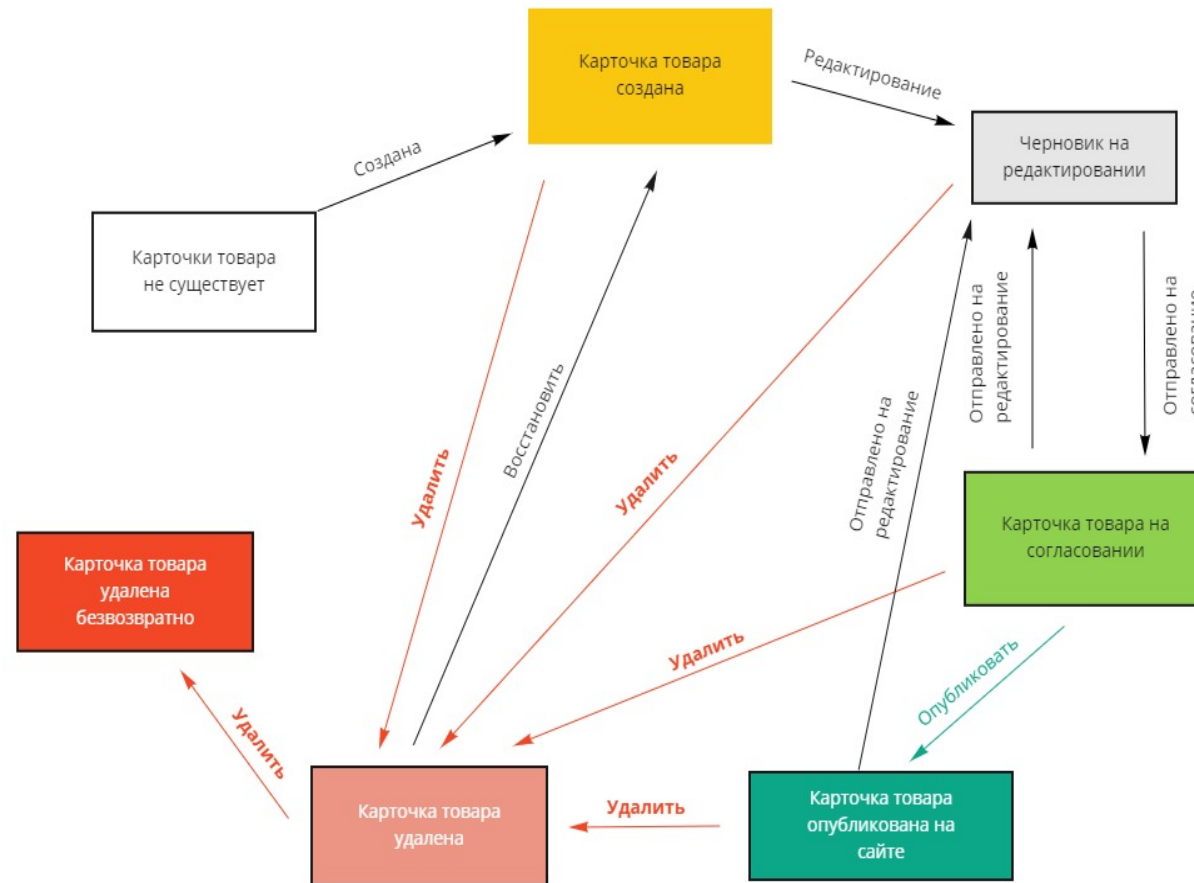 Карточка товара
создана
Редактирование
Черновик на
редактировании
Создана
Карточки товара
не существует
Отправлено на
редактирование
Отправлено на
согласование
Восстановить
Удалить
Удалить
Отправлено на
редактирование
Карточка товара на
согласовании
Карточка товара
удалена
безвозвратно
Удалить
Опубликовать
Удалить
Карточка товара
удалена
Удалить
Карточка товара
опубликована на
сайте